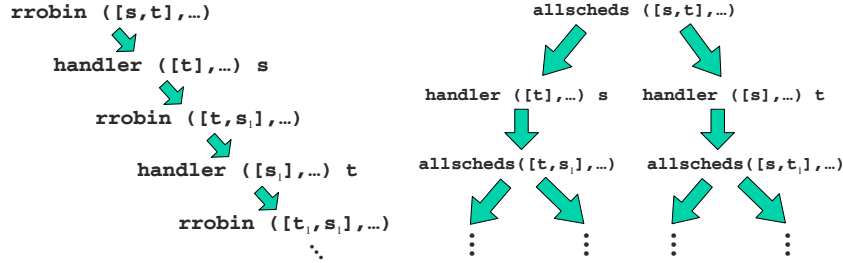 rrobin ([s,t],…)
handler ([t],…) s
rrobin ([t,s₁],…)
handler ([s₁],…) t
rrobin ([t₁,s₁],…)
⋱
allscheds ([s,t],…)
handler ([t],…) s handler ([s],…) t
allscheds([t,s₁],…) allscheds([s,t₁],…)
⋮ ⋮ ⋮ ⋮